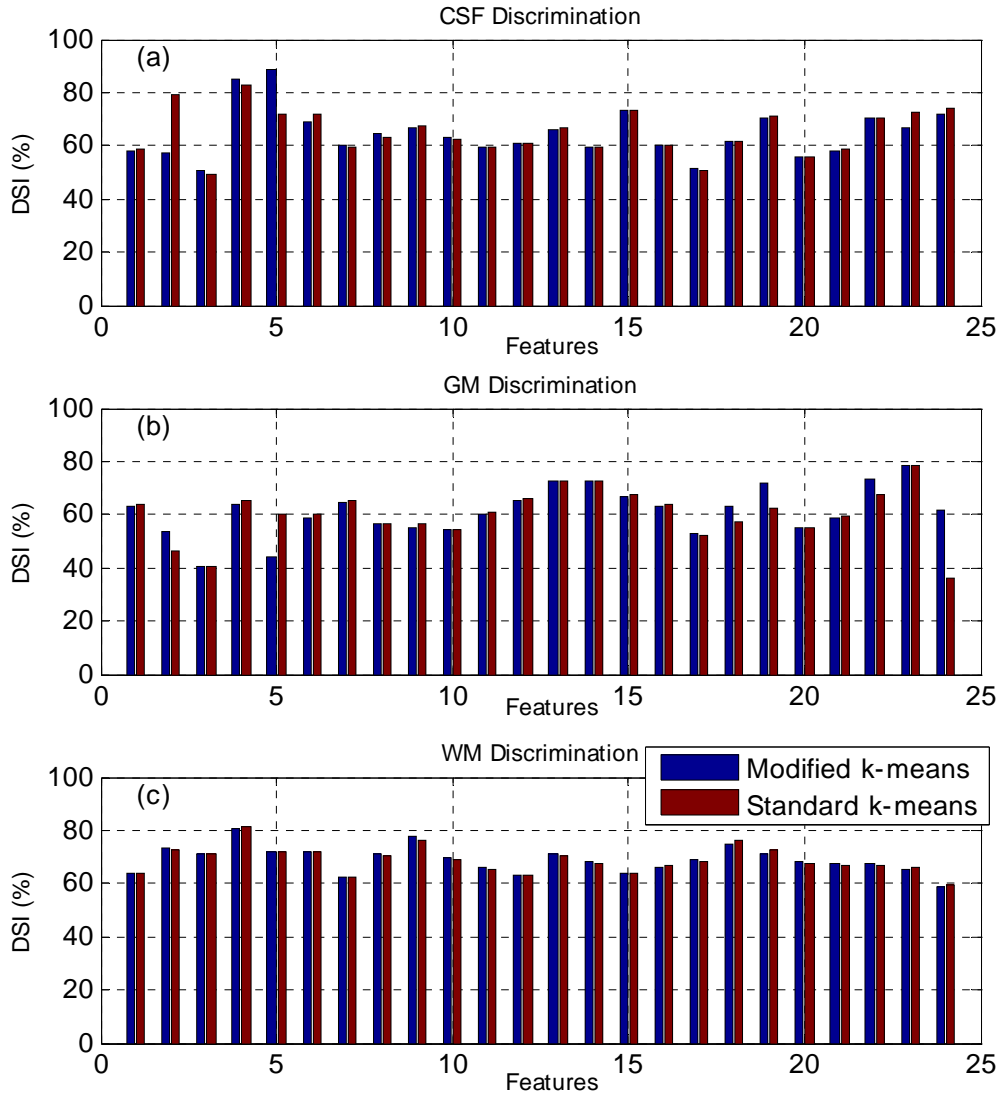 CSF Discrimination
(a)
DSI (%)
100
80
60
40
20
0
0 5 10 15 20 25
Features
GM Discrimination
(b)
DSI (%)
100
80
60
40
20
0
0 5 10 15 20 25
Features
WM Discrimination
(c)
Modified k-means
Standard k-means
DSI (%)
100
80
60
40
20
0
0 5 10 15 20 25
Features